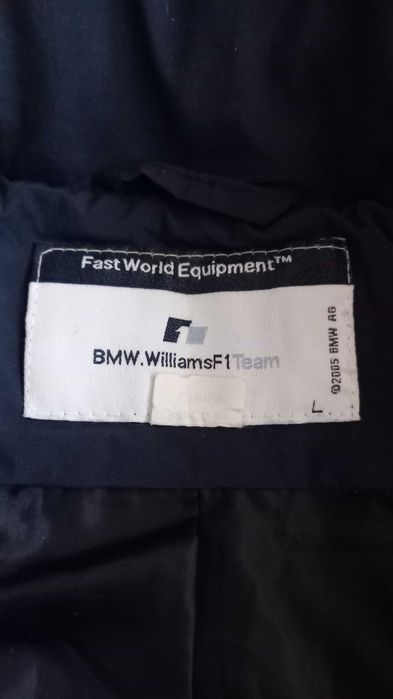 Fast World Equipment™
BMW.WilliamsF1Team
©2005 BMW AG
L